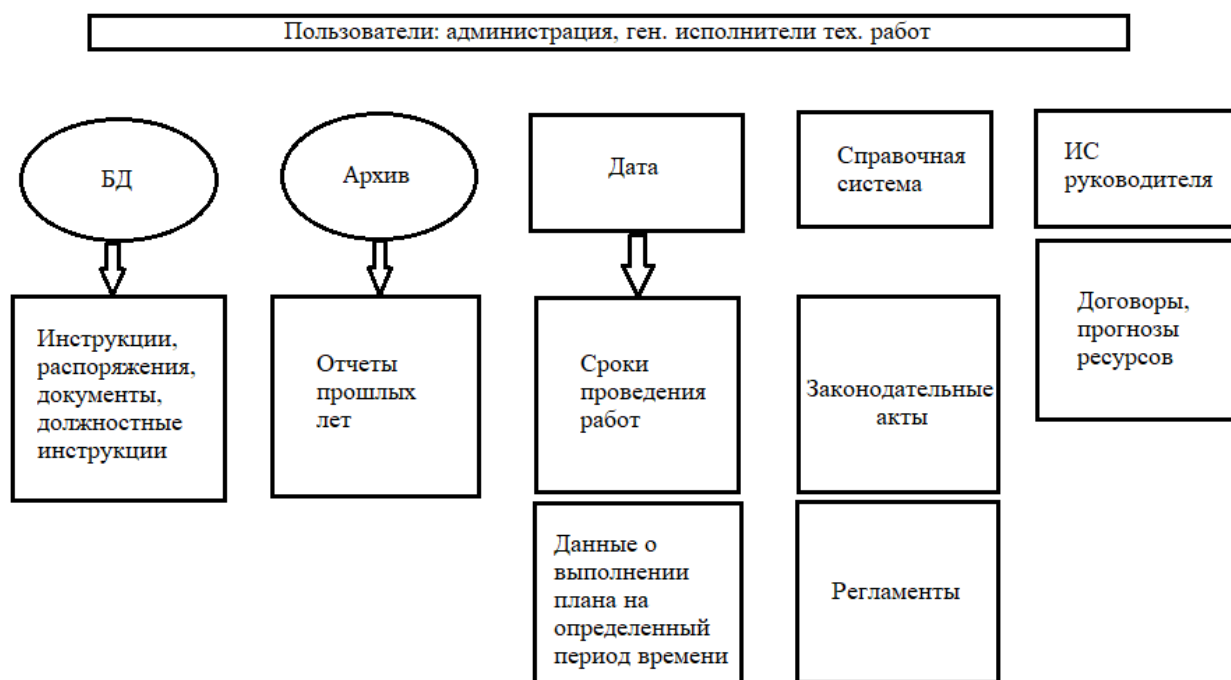 Пользователи: администрация, ген. исполнители тех. работ
БД
Архив
Дата
Справочная
система
ИС
руководителя
Инструкции,
распоряжения,
документы,
должностные
инструкции
Отчеты
прошлых
лет
Сроки
проведения
работ
Законодательные
акты
Договоры,
прогнозы
ресурсов
Данные о
выполнении
плана на
определенный
период времени
Регламенты